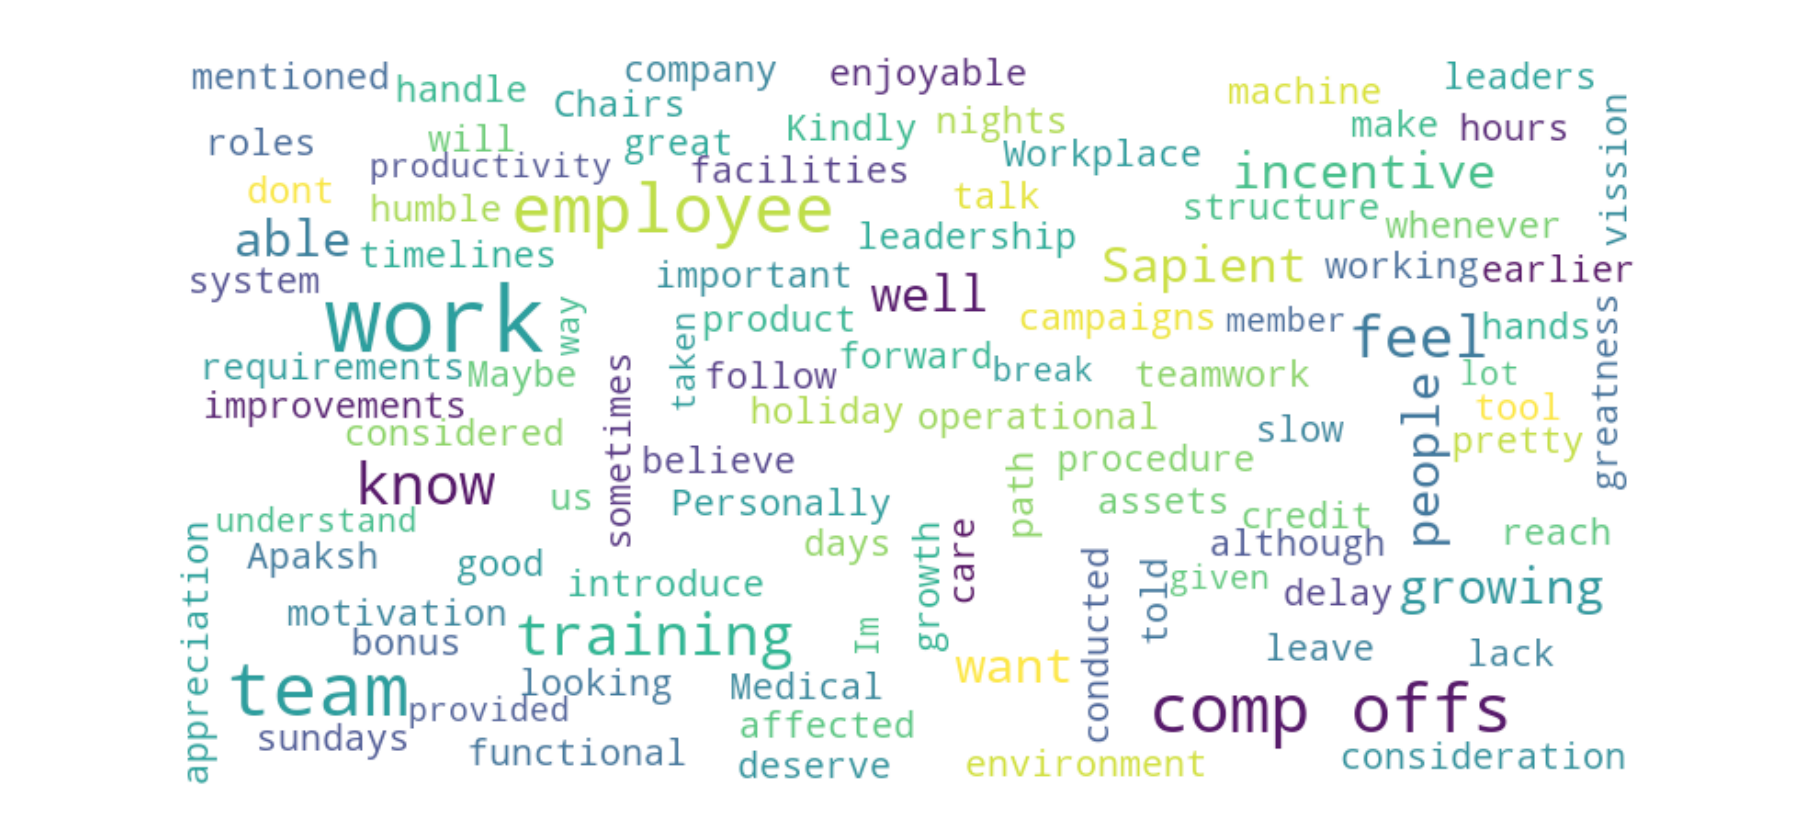 mentioned
handle
company
enjoyable
machine
leaders
Chairs
roles
will
great
Kindly
nights
Workplace
make
hours
vission
productivity
facilities
incentive
dont
humble
employee
talk
structure
whenever
able
timelines
leadership
Sapient
working
earlier
system
important
well
work
way
taken
product
campaigns
member
feel
hands
greatness
requirements
Maybe
sometimes
follow
forward
break
teamwork
lot
people
improvements
considered
holiday
operational
slow
tool
pretty
know
us
believe
path
procedure
Personally
assets
credit
understand
appreciation
Apaksh
good
introduce
days
growth
care
conducted
told
although
reach
given
delay
growing
motivation
bonus
training
Im
want
leave
lack
team
provided
looking
Medical
comp offs
sundays
functional
affected
deserve
environment
consideration